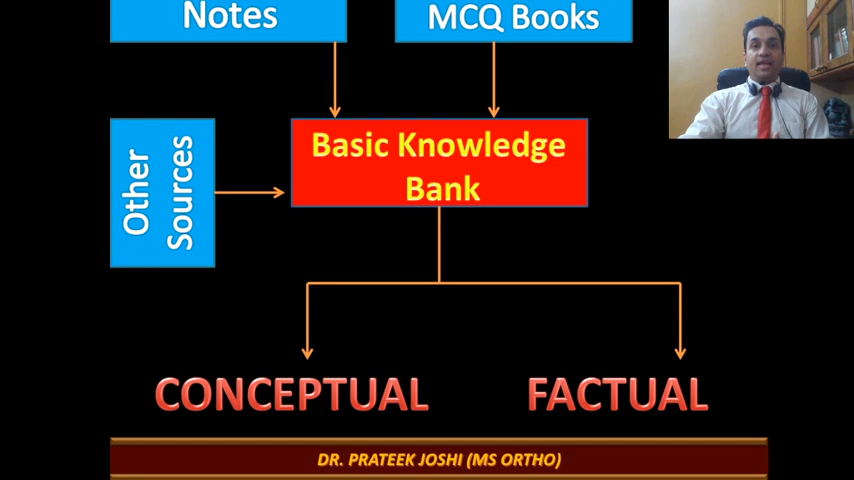 Notes
MCQ Books
Other
Sources
Basic Knowledge
Bank
CONCEPTUAL
FACTUAL
DR. PRATEEK JOSHI (MS ORTHO)